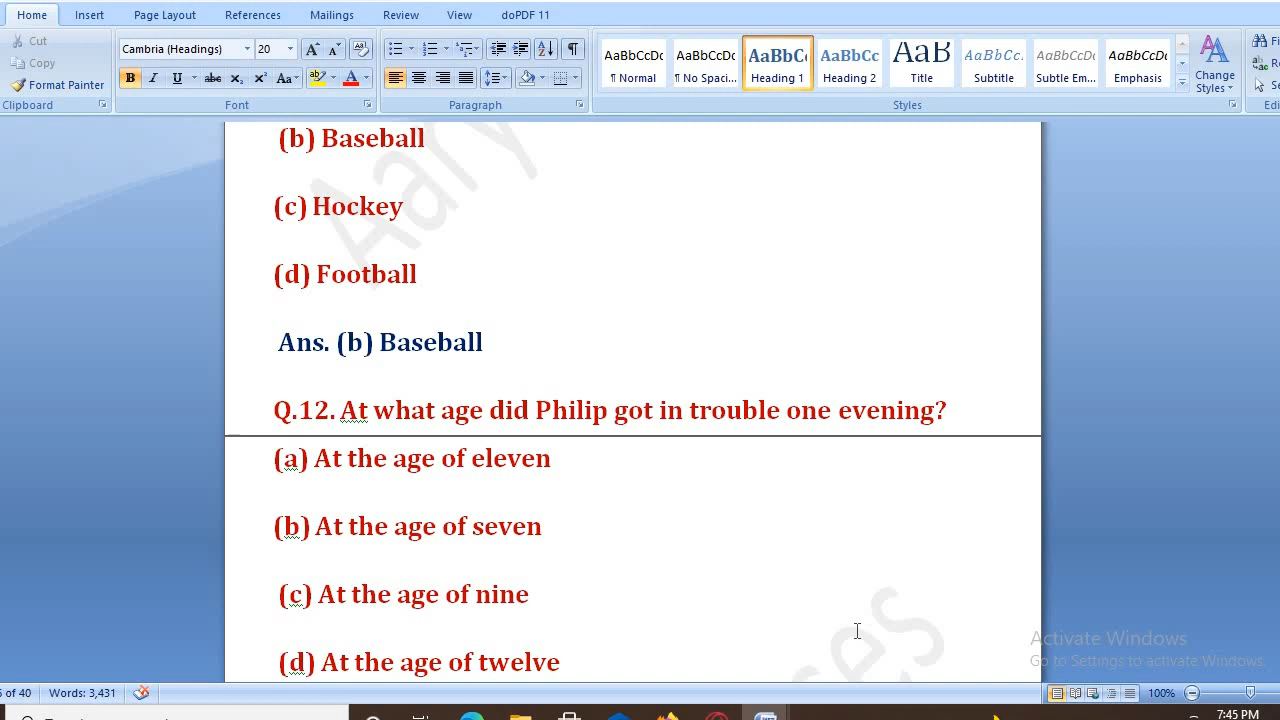 Home Insert Page Layout References Mailings Review View doPDF 11
Cut
Copy
Format Painter
Clipboard
Cambria (Headings) 20
Font
Paragraph
AaBbCcDc AaBbCcDc AaBbCc AaBbCc AaB AaBbCc. AaBbCcDc AaBbCcDc
¶ Normal ¶ No Spaci... Heading 1 Heading 2 Title Subtitle Subtle Em... Emphasis
Change
Styles
Styles
Aary
(b) Baseball
(c) Hockey
(d) Football
Ans. (b) Baseball
Q.12. At what age did Philip got in trouble one evening?
(a) At the age of eleven
(b) At the age of seven
(c) At the age of nine
(d) At the age of twelve
ses
Activate Windows
Go to Settings to activate Windows.
of 40 Words: 3,431 100%
7:45 PM